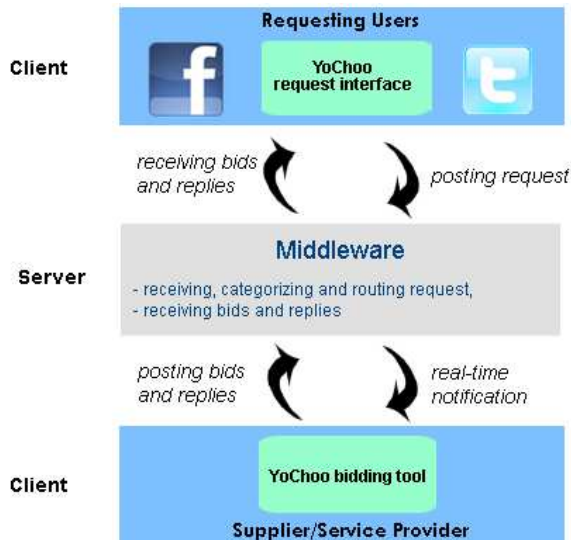 Requesting Users
Client
f
YoChoo
request interface
t
receiving bids
and replies
posting request
Middleware
Server
- receiving, categorizing and routing request,
- receiving bids and replies
posting bids
and replies
real-time
notification
YoChoo bidding tool
Client
Supplier/Service Provider